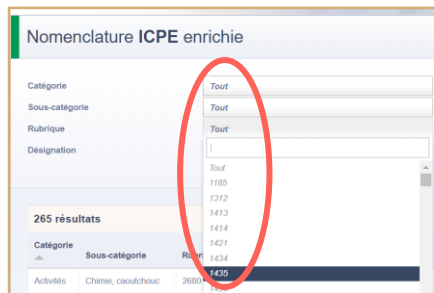 Nomenclature ICPE enrichie
Catégorie Tout
Sous-catégorie Tout
Rubrique Tout
Désignation
Tout
1185
1312
1413
1414
1421
1434
1435
265 résultats
Catégorie Sous-catégorie
Activités Chimie, caoutchouc 2680